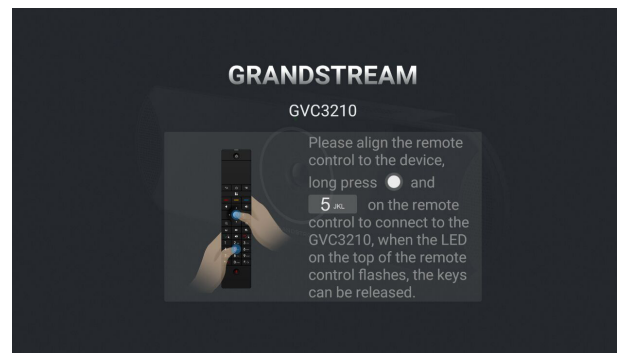 GRANDSTREAM
GVC3210
Please align the remote
control to the device,
long press and
5 JKL on the remote
control to connect to the
GVC3210, when the LED
on the top of the remote
control flashes, the keys
can be released.